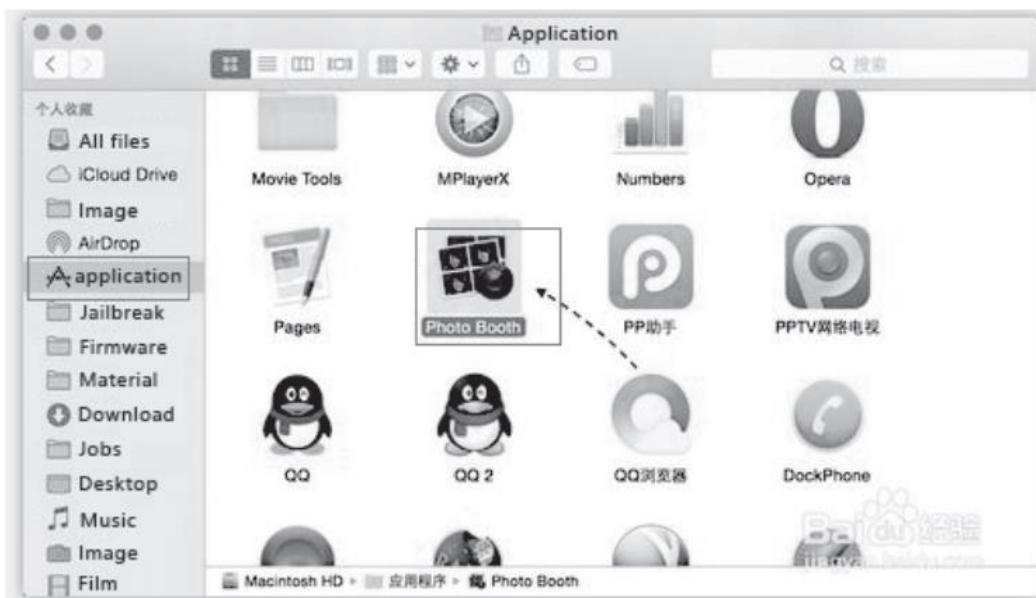 Application
搜索
个人收藏
All files
iCloud Drive
Image
AirDrop
application
Jailbreak
Firmware
Material
Download
Jobs
Desktop
Music
Image
Film
Movie Tools
MPlayerX
Numbers
Opera
Pages
Photo Booth
PP助手
PPTV网络电视
QQ
QQ 2
QQ浏览器
DockPhone
Macintosh HD ▸ 应用程序 ▸ Photo Booth
Baidu经验
jingyan.baidu.com